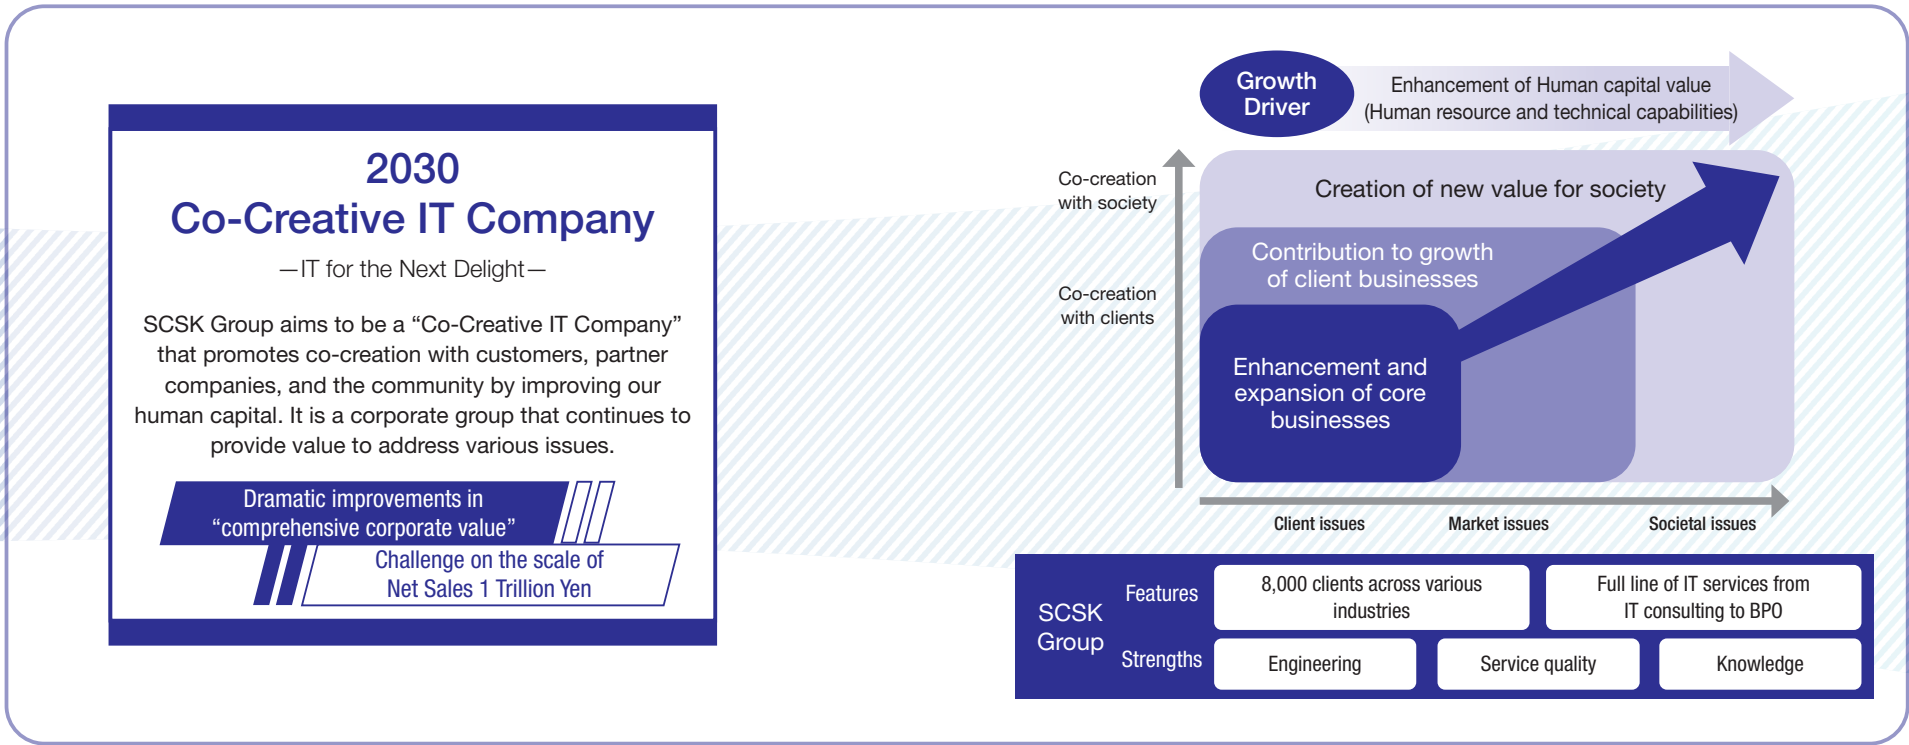 2030
Co-Creative IT Company
—IT for the Next Delight—
SCSK Group aims to be a “Co-Creative IT Company”
that promotes co-creation with customers, partner
companies, and the community by improving our
human capital. It is a corporate group that continues to
provide value to address various issues.
Dramatic improvements in
“comprehensive corporate value”
Challenge on the scale of
Net Sales 1 Trillion Yen
Growth
Driver
Enhancement of Human capital value
(Human resource and technical capabilities)
Co-creation
with society
Co-creation
with clients
Creation of new value for society
Contribution to growth
of client businesses
Enhancement and
expansion of core
businesses
Client issues
Market issues
Societal issues
SCSK
Group
Features
8,000 clients across various
industries
Full line of IT services from
IT consulting to BPO
Strengths
Engineering
Service quality
Knowledge